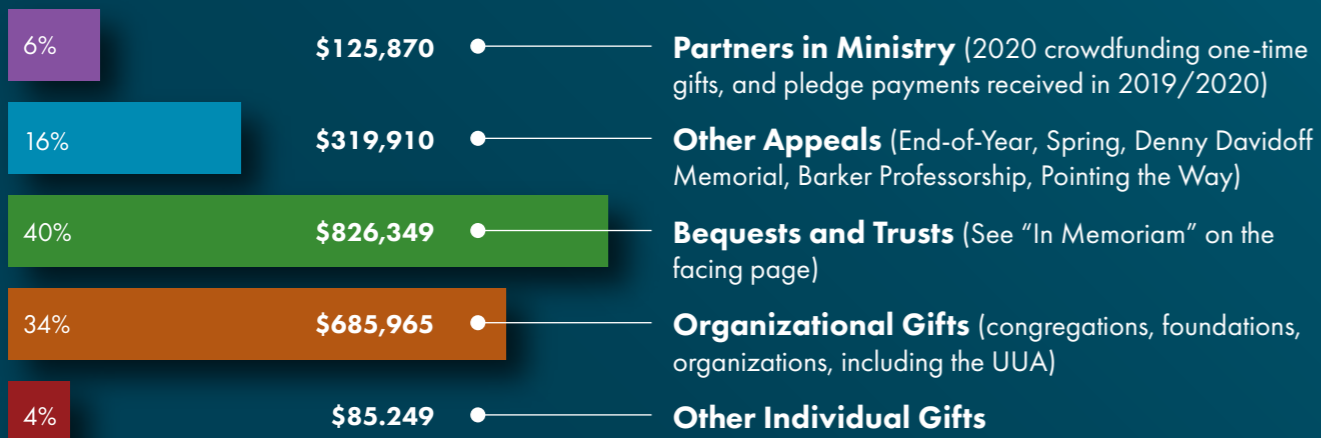 6% $125,870 Partners in Ministry (2020 crowdfunding one-time
gifts, and pledge payments received in 2019/2020)
16% $319,910 Other Appeals (End-of-Year, Spring, Denny Davidoff
Memorial, Barker Professorship, Pointing the Way)
40% $826,349 Bequests and Trusts (See “In Memoriam” on the
facing page)
34% $685,965 Organizational Gifts (congregations, foundations,
organizations, including the UUA)
4% $85.249 Other Individual Gifts